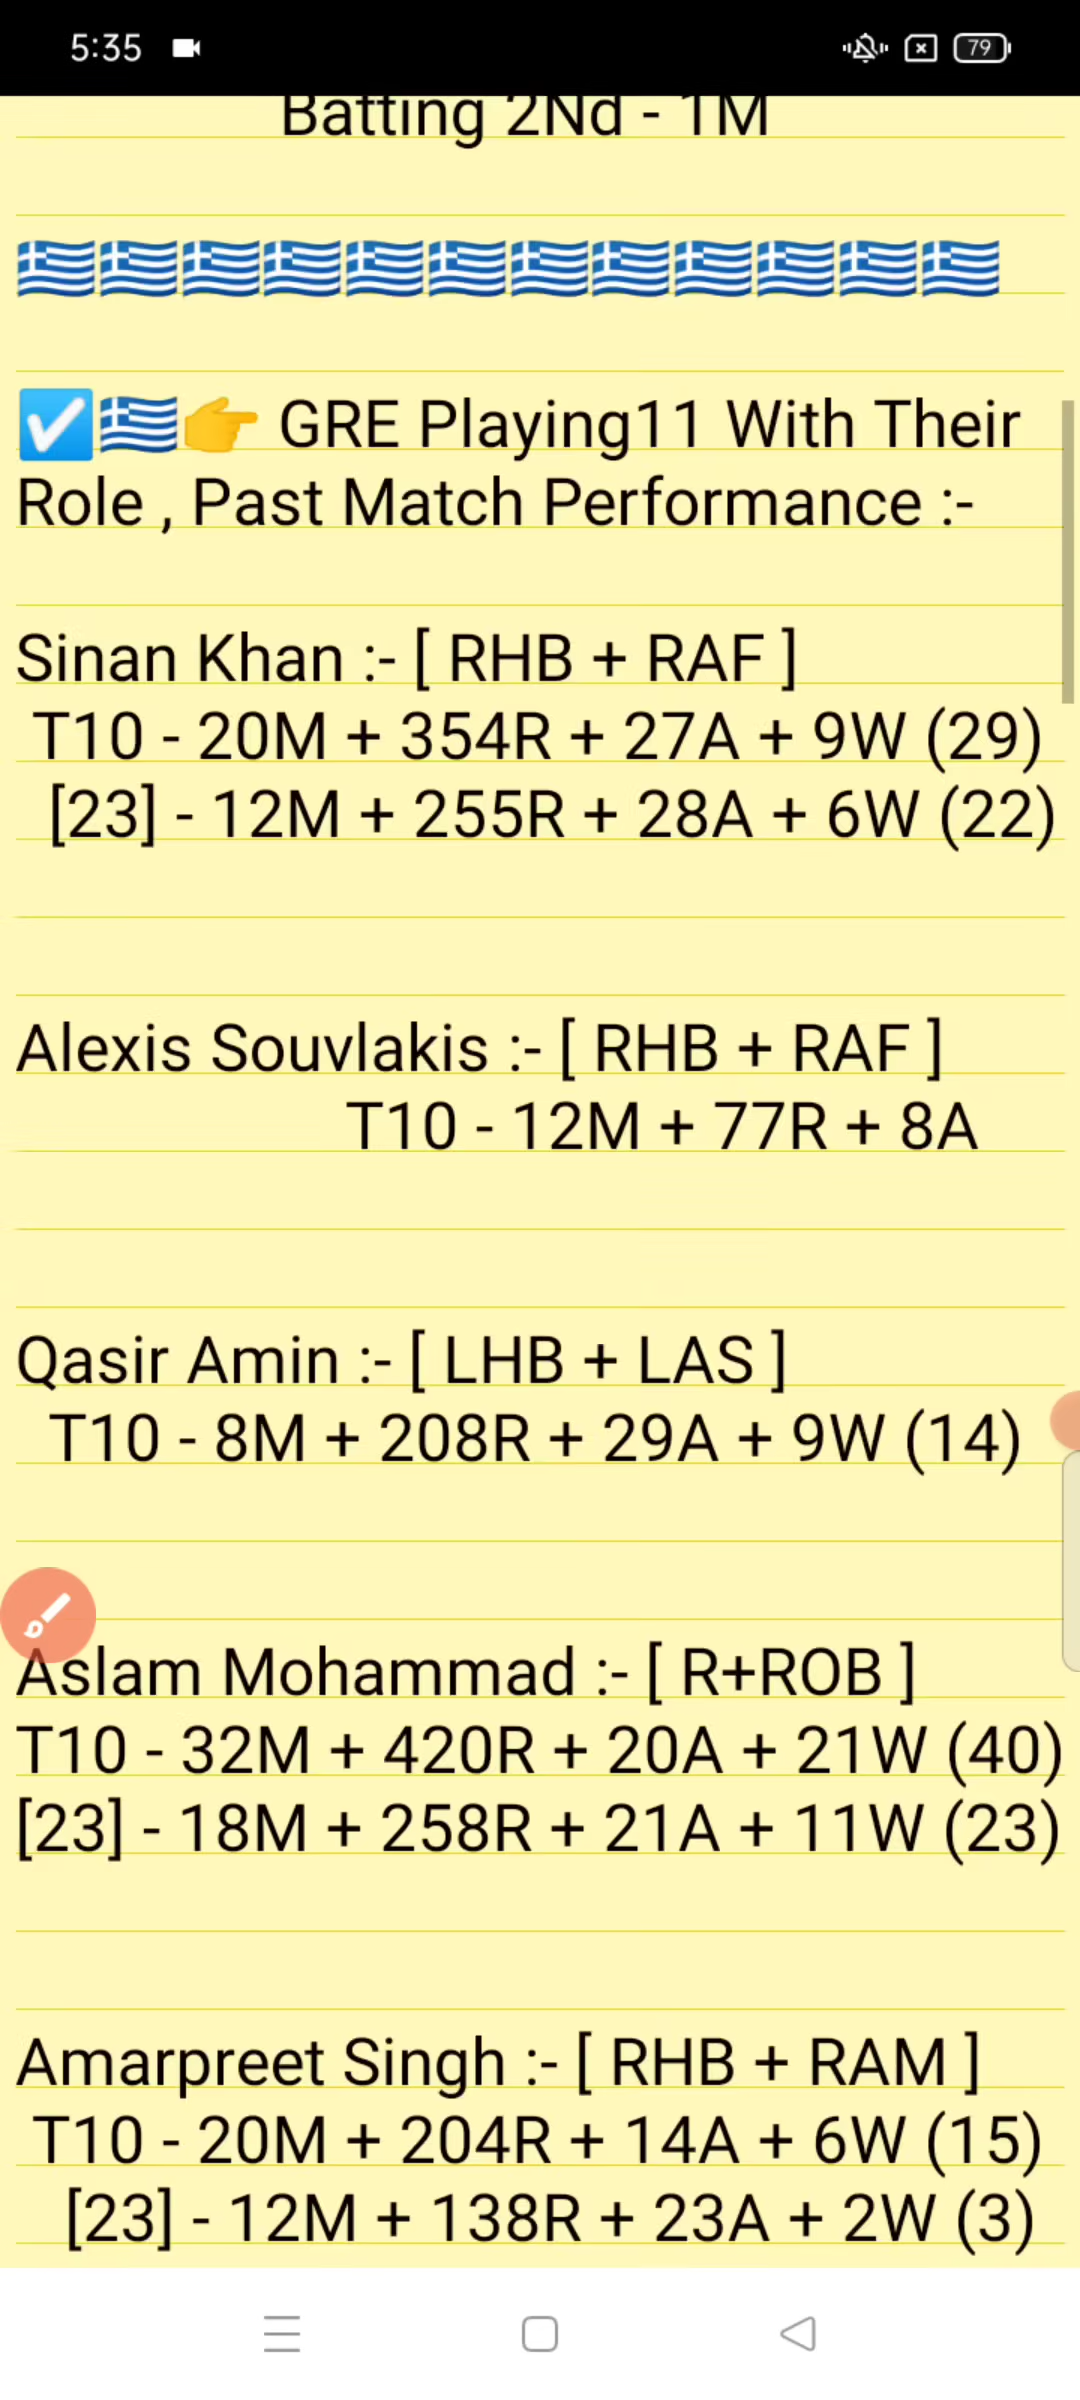 5:35
79
Batting 2Nd - 1M
🇬🇷🇬🇷🇬🇷🇬🇷🇬🇷🇬🇷🇬🇷🇬🇷🇬🇷🇬🇷🇬🇷🇬🇷
☑️🇬🇷👉 GRE Playing11 With Their
Role , Past Match Performance :-
Sinan Khan :- [ RHB + RAF ]
T10 - 20M + 354R + 27A + 9W (29)
[23] - 12M + 255R + 28A + 6W (22)
Alexis Souvlakis :- [ RHB + RAF ]
T10 - 12M + 77R + 8A
Qasir Amin :- [ LHB + LAS ]
T10 - 8M + 208R + 29A + 9W (14)
Aslam Mohammad :- [ R+ROB ]
T10 - 32M + 420R + 20A + 21W (40)
[23] - 18M + 258R + 21A + 11W (23)
Amarpreet Singh :- [ RHB + RAM ]
T10 - 20M + 204R + 14A + 6W (15)
[23] - 12M + 138R + 23A + 2W (3)